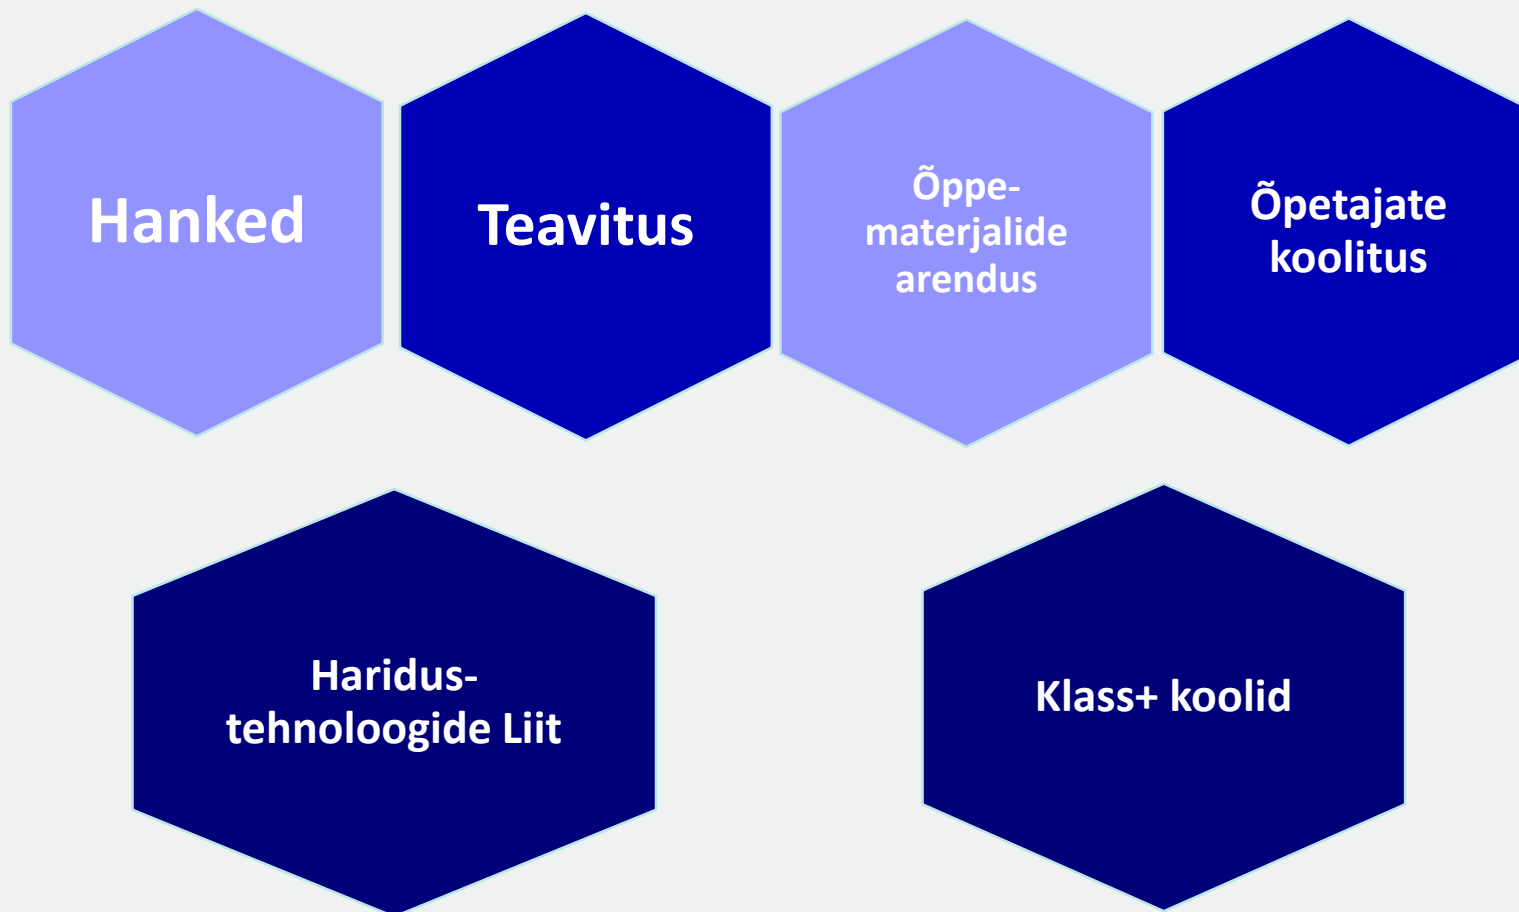 Hanked
Teavitus
Õppe-
materjalide
arendus
Õpetajate
koolitus
Haridus-
tehnoloogide Liit
Klass+ koolid